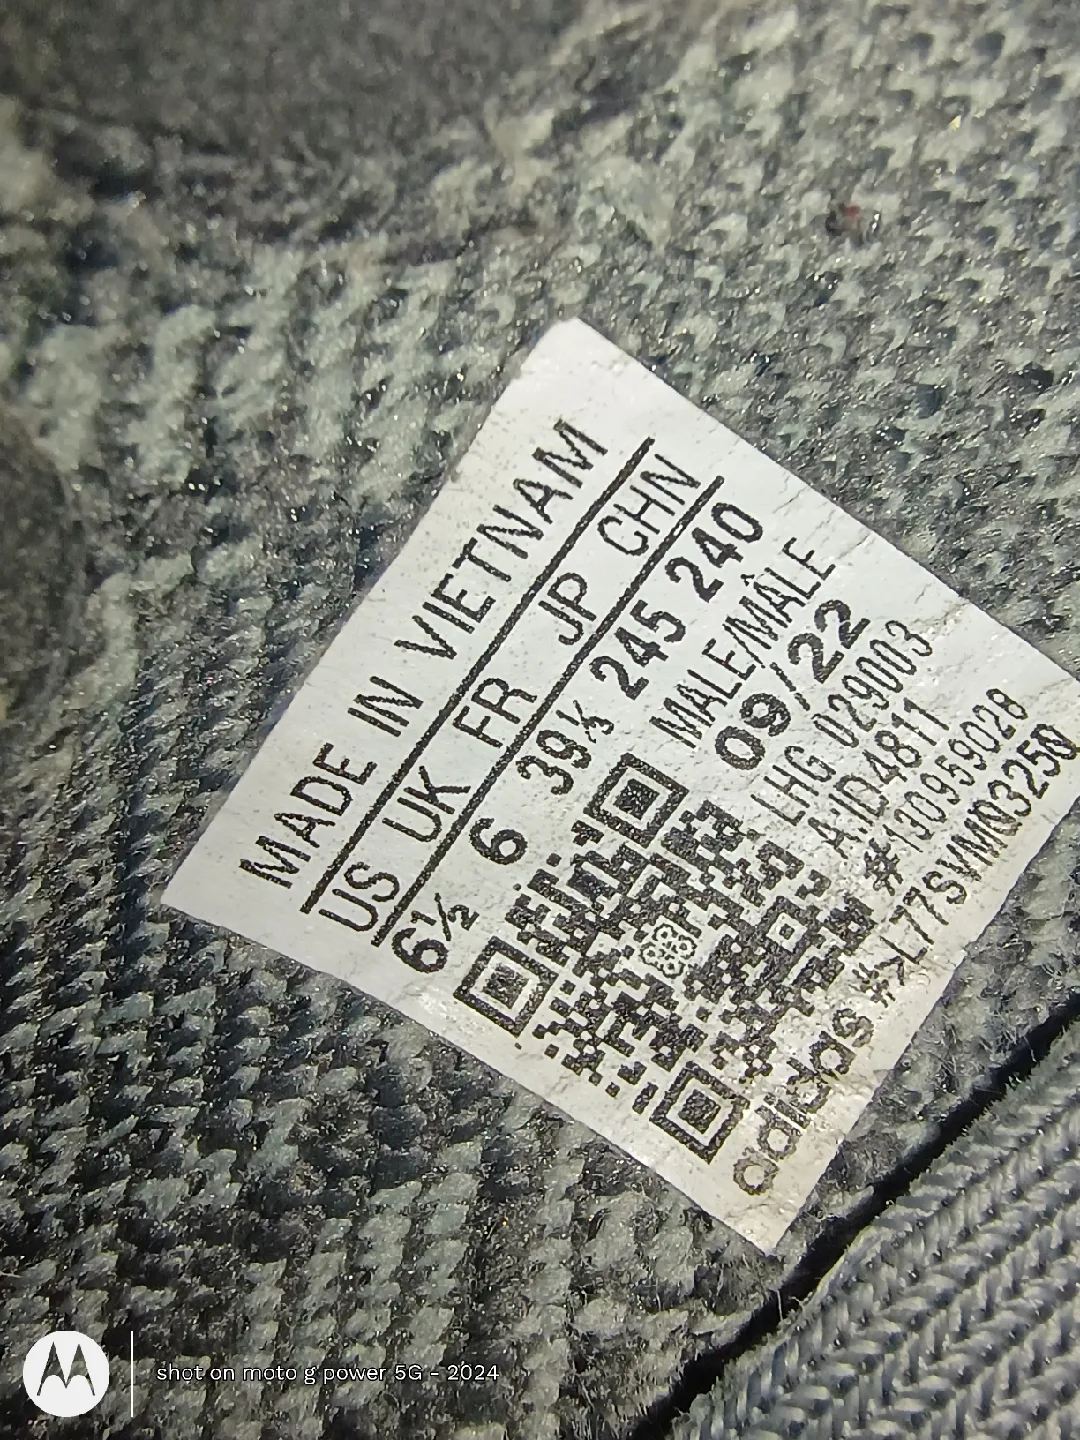 MADE IN VIETNAM
US UK FR JP CHN
6½ 6 39⅓ 245 240
MALE/MÂLE
09/22
LHG 029003
A:ID4811
#130959028
#>L77SVMQ3250
adidas
shot on moto g power 5G - 2024